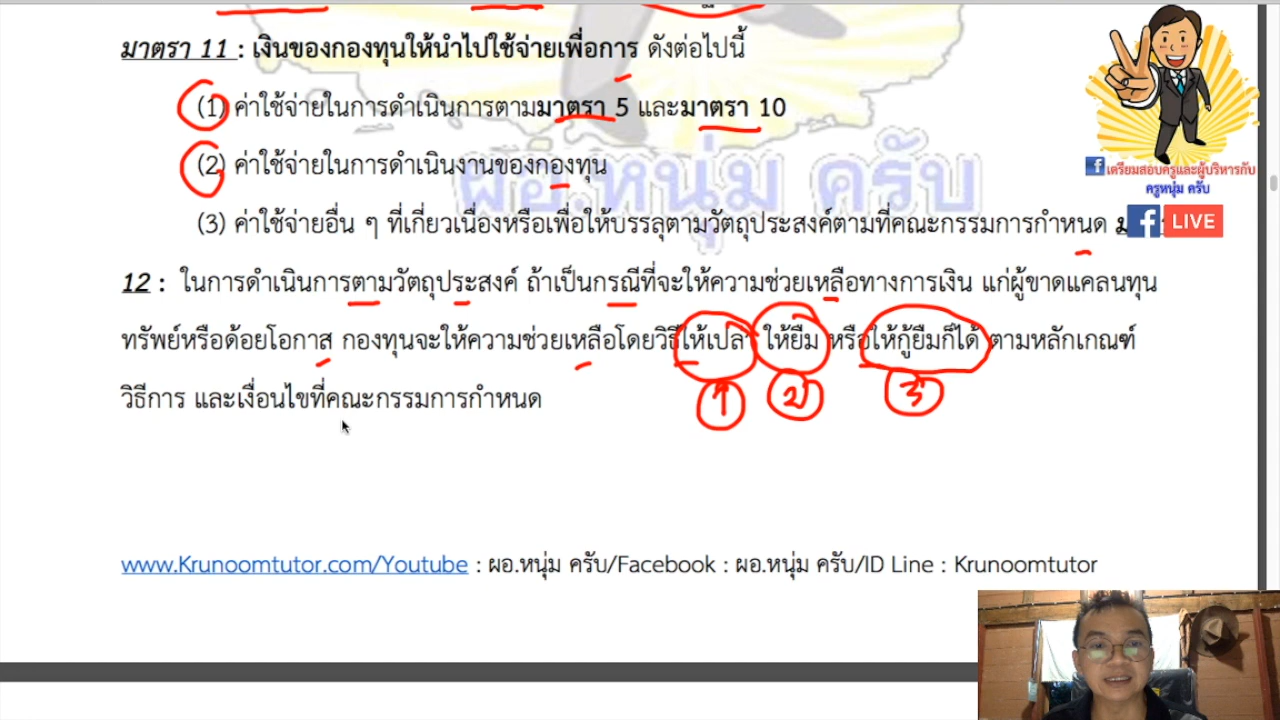 มาตรา 11 : เงินของกองทุนให้นำไปใช้จ่ายเพื่อการ ดังต่อไปนี้
(1) ค่าใช้จ่ายในการดำเนินการตามมาตรา 5 และมาตรา 10
(2) ค่าใช้จ่ายในการดำเนินงานของกองทุน
(3) ค่าใช้จ่ายอื่น ๆ ที่เกี่ยวเนื่องหรือเพื่อให้บรรลุตามวัตถุประสงค์ตามที่คณะกรรมการกำหนด
12 : ในการดำเนินการตามวัตถุประสงค์ ถ้าเป็นกรณีที่จะให้ความช่วยเหลือทางการเงิน แก่ผู้ขาดแคลนทุน
ทรัพย์หรือด้อยโอกาส กองทุนจะให้ความช่วยเหลือโดยวิธีให้เปล่า ให้ยืม หรือให้กู้ยืมก็ได้ ตามหลักเกณฑ์
วิธีการ และเงื่อนไขที่คณะกรรมการกำหนด
1 2 3
ผอ.หนุ่ม ครับ
เตรียมสอบครูและผู้บริหารกับ
ครูหนุ่ม ครับ
f LIVE
www.Krunoomtutor.com/Youtube : ผอ.หนุ่ม ครับ/Facebook : ผอ.หนุ่ม ครับ/ID Line : Krunoomtutor